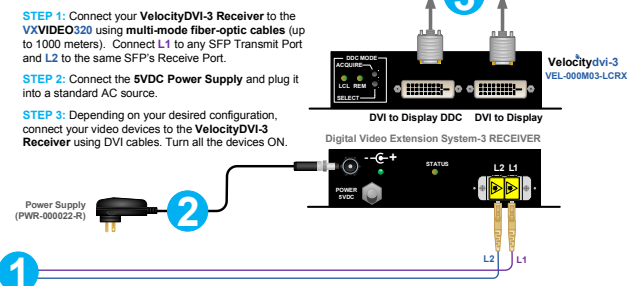 STEP 1: Connect your VelocityDVI-3 Receiver to the
VXVIDEO320 using multi-mode fiber-optic cables (up
to 1000 meters). Connect L1 to any SFP Transmit Port
and L2 to the same SFP's Receive Port.
STEP 2: Connect the 5VDC Power Supply and plug it
into a standard AC source.
STEP 3: Depending on your desired configuration,
connect your video devices to the VelocityDVI-3
Receiver using DVI cables. Turn all the devices ON.
3
DDC MODE
ACQUIRE
LCL REM
SELECT
DVI to Display DDC DVI to Display
Velocitydvi-3
VEL-000M03-LCRX
Digital Video Extension System-3 RECEIVER
- C +
STATUS
L2 L1
POWER
5VDC
Power Supply
(PWR-000022-R)
2
L2
L1
1